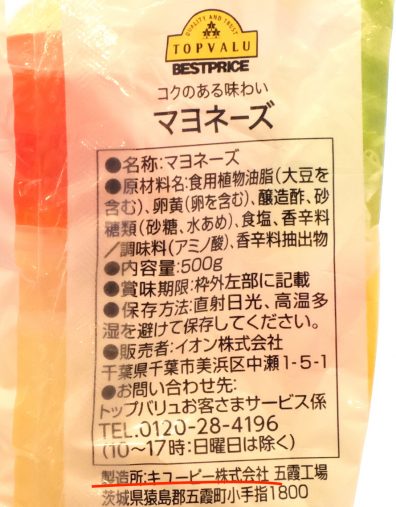 QUALITY AND TRUST
TOPVALU
BESTPRICE
コクのある味わい
マヨネーズ
●名称:マヨネーズ
●原材料名:食用植物油脂(大豆を
含む)、卵黄(卵を含む)、醸造酢、砂
糖類(砂糖、水あめ)、食塩、香辛料
/調味料(アミノ酸)、香辛料抽出物
●内容量:500g
●賞味期限:枠外左部に記載
●保存方法:直射日光、高温多
湿を避けて保存してください。
●販売者:イオン株式会社
千葉県千葉市美浜区中瀬1-5-1
●お問い合わせ先:
トップバリュお客さまサービス係
TEL.0120-28-4196
(10~17時:日曜日は除く)
製造所:キユーピー株式会社 五霞工場
茨城県猿島郡五霞町小手指1800